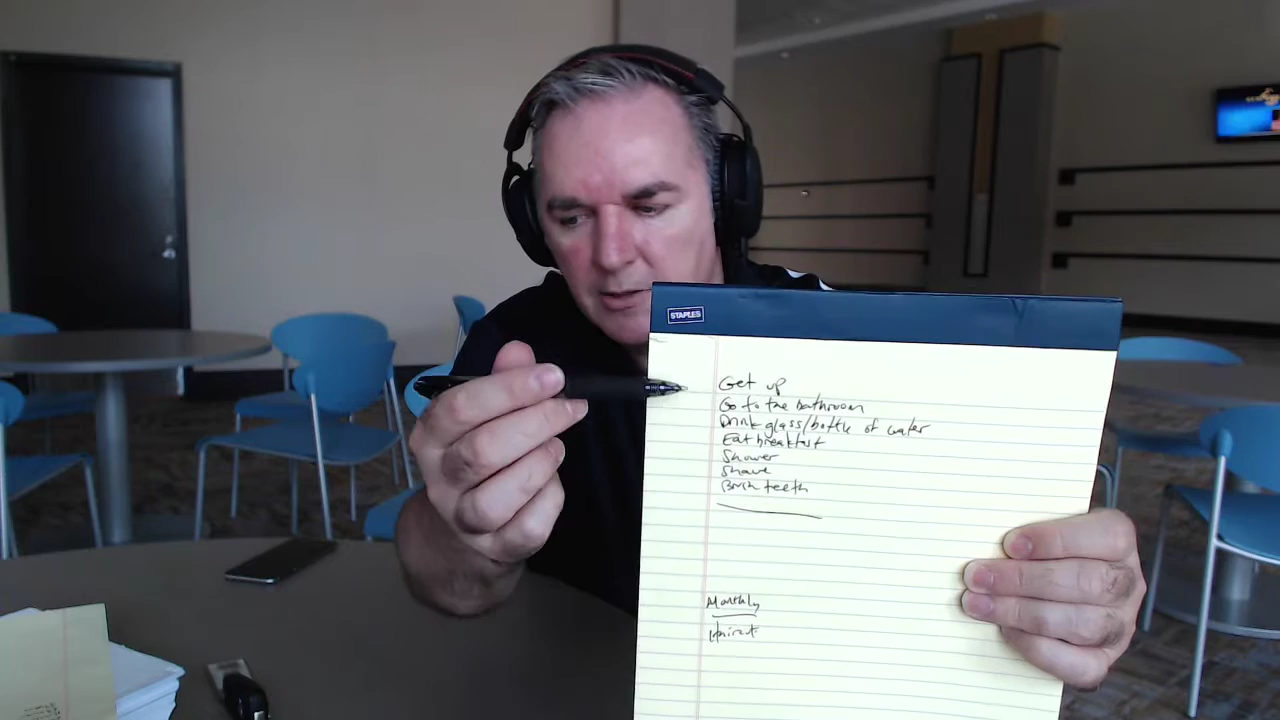 STAPLES
Get up
Go to the bathroom
Drink glass/bottle of water
Eat breakfast
Shower
Shave
Brush teeth
Monthly
Haircut